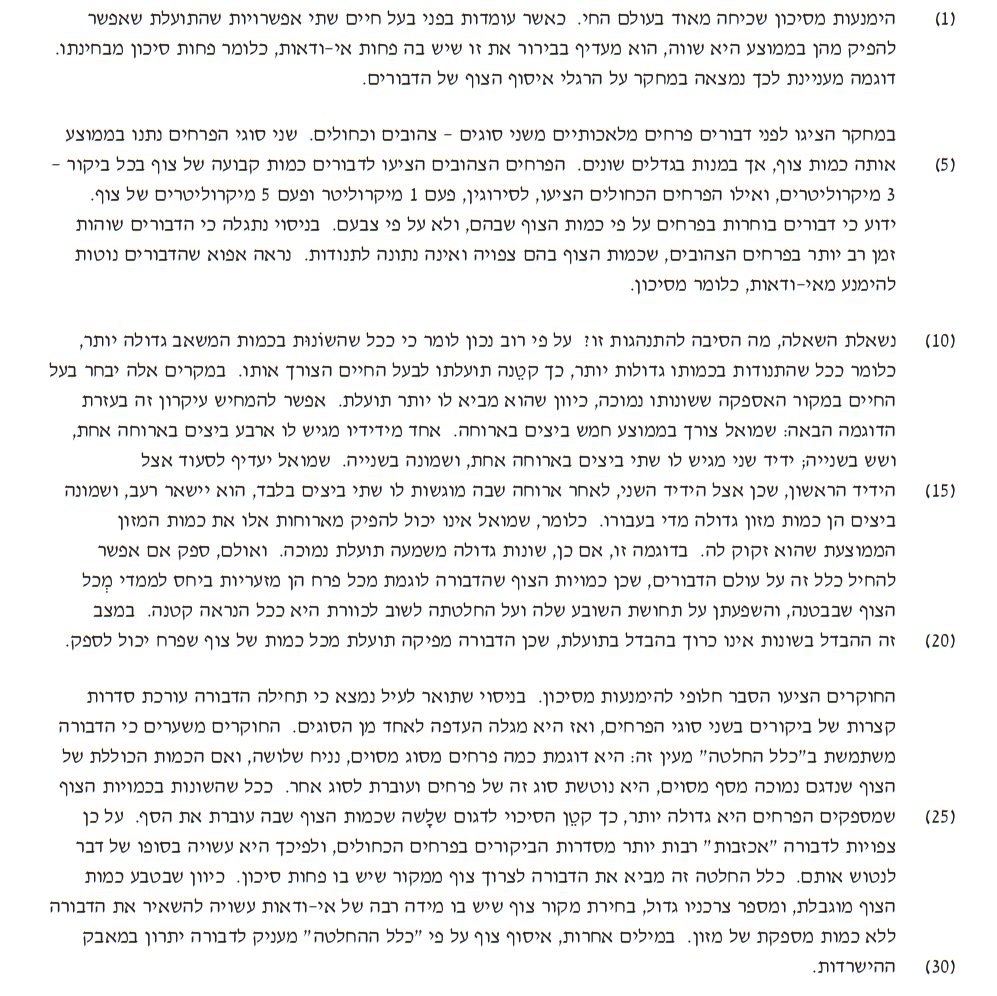 (1) הימנעות מסיכון שכיחה מאוד בעולם החי. כאשר עומדות בפני בעל חיים שתי אפשרויות שהתועלת שאפשר
להפיק מהן בממוצע היא שווה, הוא מעדיף בבירור את זו שיש בה פחות אי-ודאות, כלומר פחות סיכון מבחינתו.
דוגמה מעניינת לכך נמצאה במחקר על הרגלי איסוף הצוף של הדבורים.
במחקר הציגו לפני דבורים פרחים מלאכותיים משני סוגים – צהובים וכחולים. שני סוגי הפרחים נתנו בממוצע
(5) אותה כמות צוף, אך במנות בגדלים שונים. הפרחים הצהובים הציעו לדבורים כמות קבועה של צוף בכל ביקור –
3 מיקרוליטרים, ואילו הפרחים הכחולים הציעו, לסירוגין, פעם 1 מיקרוליטר ופעם 5 מיקרוליטרים של צוף.
ידוע כי דבורים בוחרות בפרחים על פי כמות הצוף שבהם, ולא על פי צבעם. בניסוי נתגלה כי הדבורים שוהות
זמן רב יותר בפרחים הצהובים, שכמות הצוף בהם צפויה ואינה נתונה לתנודות. נראה אפוא שהדבורים נוטות
להימנע מאי-ודאות, כלומר מסיכון.
(10) נשאלת השאלה, מה הסיבה להתנהגות זו? על פי רוב נכון לומר כי ככל שהשוֹנוּת בכמות המשאב גדולה יותר,
כלומר ככל שהתנודות בכמותו גדולות יותר, כך קטֵנה תועלתו לבעל החיים הצורך אותו. במקרים אלה יבחר בעל
החיים במקור האספקה ששונותו נמוכה, כיוון שהוא מביא לו יותר תועלת. אפשר להמחיש עיקרון זה בעזרת
הדוגמה הבאה: שמואל צורך בממוצע חמש ביצים בארוחה. אחד מידידיו מגיש לו ארבע ביצים בארוחה אחת,
ושש בשנייה; ידיד שני מגיש לו שתי ביצים בארוחה אחת, ושמונה בשנייה. שמואל יעדיף לסעוד אצל
(15) הידיד הראשון, שכן אצל הידיד השני, לאחר ארוחה שבה מוגשות לו שתי ביצים בלבד, הוא יישאר רעב, ושמונה
ביצים הן כמות מזון גדולה מדי בעבורו. כלומר, שמואל אינו יכול להפיק מארוחות אלו את כמות המזון
הממוצעת שהוא זקוק לה. בדוגמה זו, אם כן, שונות גדולה משמעה תועלת נמוכה. ואולם, ספק אם אפשר
להחיל כלל זה על עולם הדבורים, שכן כמויות הצוף שהדבורה לוגמת מכל פרח הן מזעריות ביחס לממדי מְכל
הצוף שבבטנה, והשפעתן על תחושת השובע שלה ועל החלטתה לשוב לכוורת היא ככל הנראה קטנה. במצב
(20) זה ההבדל בשונות אינו כרוך בהבדל בתועלת, שכן הדבורה מפיקה תועלת מכל כמות של צוף שפרח יכול לספק.
החוקרים הציעו הסבר חלופי להימנעות מסיכון. בניסוי שתואר לעיל נמצא כי תחילה הדבורה עורכת סדרות
קצרות של ביקורים בשני סוגי הפרחים, ואז היא מגלה העדפה לאחד מן הסוגים. החוקרים משערים כי הדבורה
משתמשת ב"כלל החלטה" מעין זה: היא דוגמת כמה פרחים מסוג מסוים, נניח שלושה, ואם הכמות הכוללת של
הצוף שנדגם נמוכה מסף מסוים, היא נוטשת סוג זה של פרחים ועוברת לסוג אחר. ככל שהשונות בכמויות הצוף
(25) שמספקים הפרחים היא גדולה יותר, כך קטֵן הסיכוי לדגום שלָשה שכמות הצוף שבה עוברת את הסף. על כן
צפויות לדבורה "אכזבות" רבות יותר מסדרות הביקורים בפרחים הכחולים, ולפיכך היא עשויה בסופו של דבר
לנטוש אותם. כלל החלטה זה מביא את הדבורה לצרוך צוף ממקור שיש בו פחות סיכון. כיוון שבטבע כמות
הצוף מוגבלת, ומספר צרכניו גדול, בחירת מקור צוף שיש בו מידה רבה של אי-ודאות עשויה להשאיר את הדבורה
ללא כמות מספקת של מזון. במילים אחרות, איסוף צוף על פי "כלל ההחלטה" מעניק לדבורה יתרון במאבק
(30) ההישרדות.